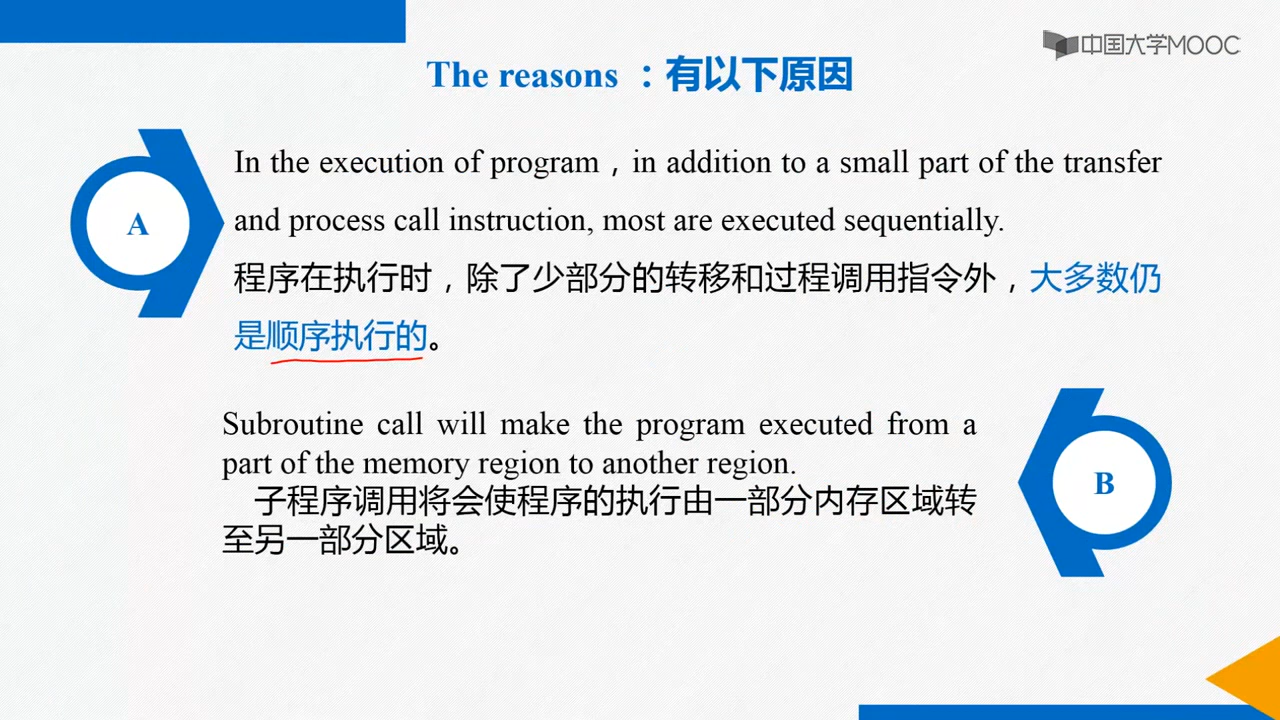 中国大学MOOC
The reasons ：有以下原因
A
In the execution of program，in addition to a small part of the transfer
and process call instruction, most are executed sequentially.
程序在执行时，除了少部分的转移和过程调用指令外，大多数仍
是顺序执行的。
Subroutine call will make the program executed from a
part of the memory region to another region.
子程序调用将会使程序的执行由一部分内存区域转
至另一部分区域。
B